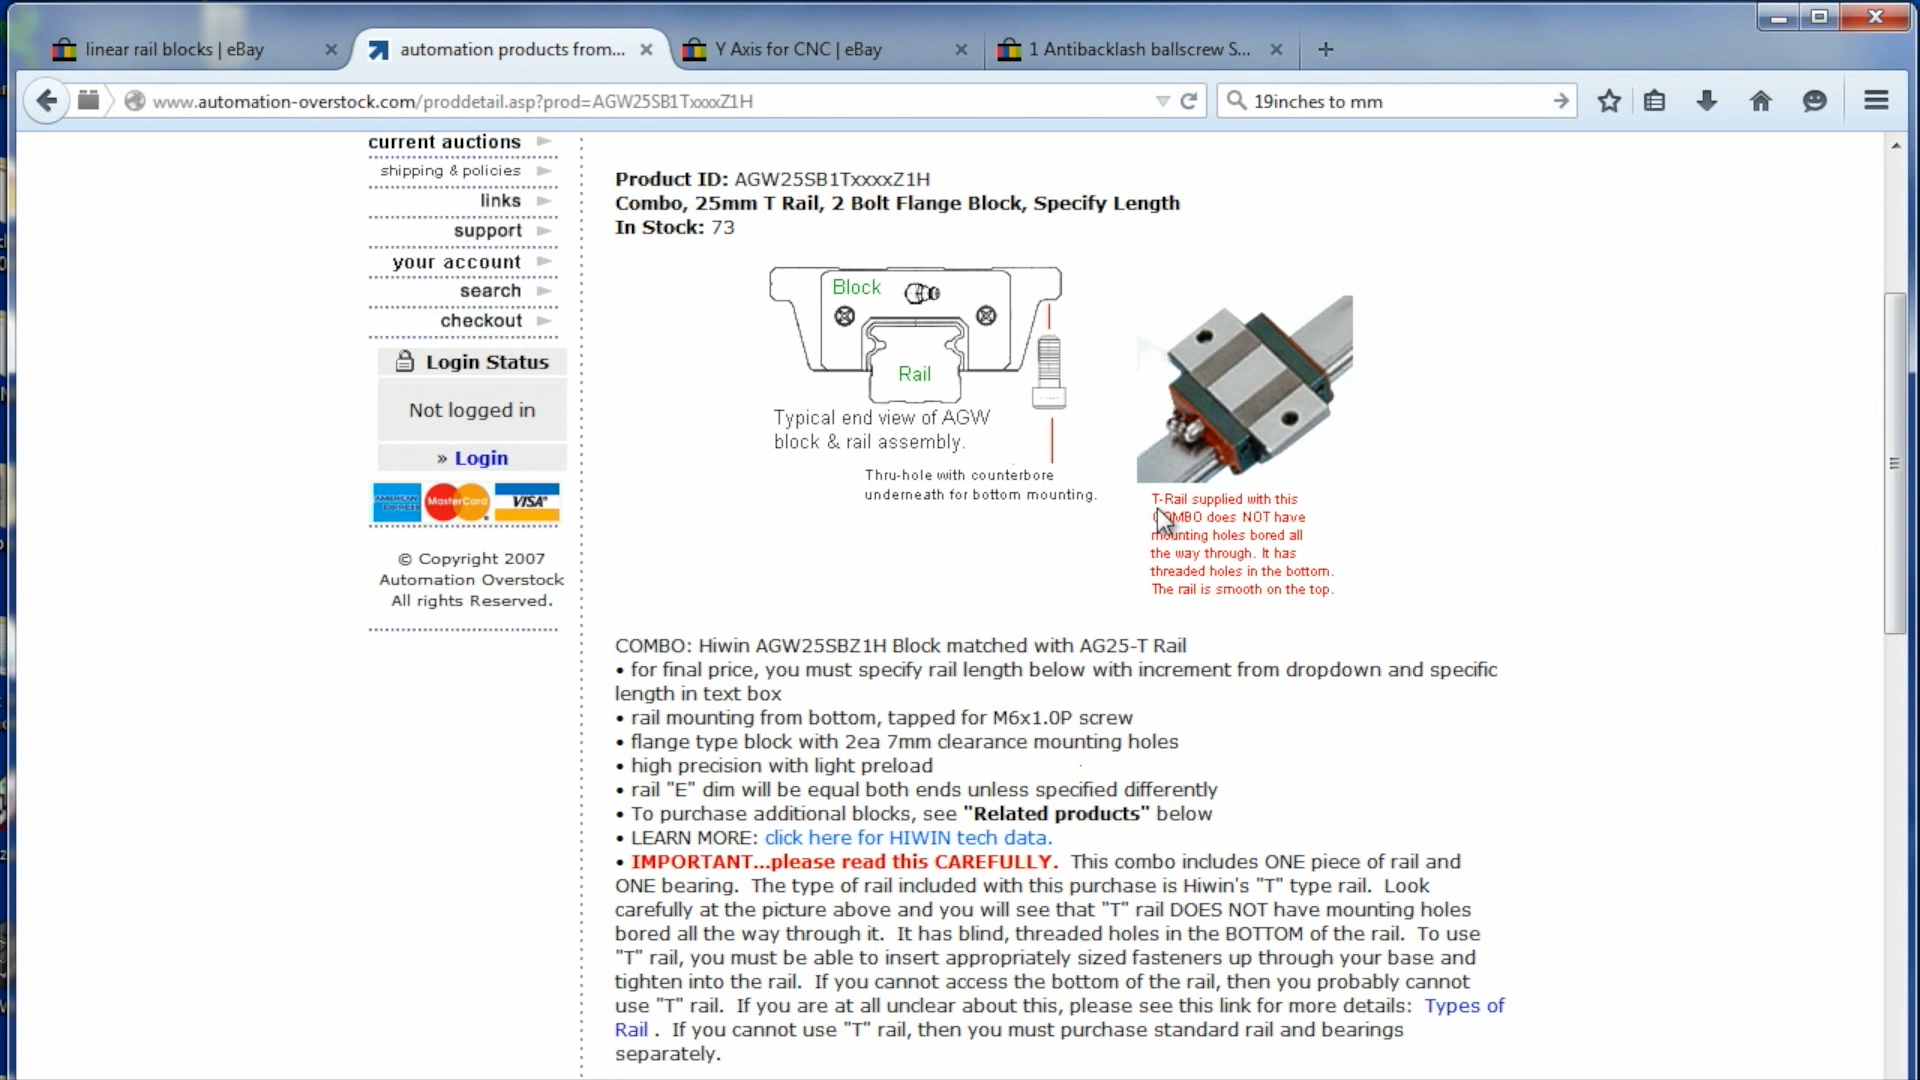 linear rail blocks | eBay
automation products from...
Y Axis for CNC | eBay
1 Antibacklash ballscrew S...
www.automation-overstock.com/proddetail.asp?prod=AGW25SB1TxxxxZ1H
19inches to mm
current auctions
shipping & policies
links
support
your account
search
checkout
Login Status
Not logged in
» Login
AMERICAN EXPRESS
MasterCard
VISA
© Copyright 2007
Automation Overstock
All rights Reserved.
Product ID: AGW25SB1TxxxxZ1H
Combo, 25mm T Rail, 2 Bolt Flange Block, Specify Length
In Stock: 73
Block
Rail
Typical end view of AGW
block & rail assembly.
Thru-hole with counterbore
underneath for bottom mounting.
T-Rail supplied with this
COMBO does NOT have
mounting holes bored all
the way through. It has
threaded holes in the bottom.
The rail is smooth on the top.
COMBO: Hiwin AGW25SBZ1H Block matched with AG25-T Rail
• for final price, you must specify rail length below with increment from dropdown and specific
length in text box
• rail mounting from bottom, tapped for M6x1.0P screw
• flange type block with 2ea 7mm clearance mounting holes
• high precision with light preload
• rail "E" dim will be equal both ends unless specified differently
• To purchase additional blocks, see "Related products" below
• LEARN MORE: click here for HIWIN tech data.
• IMPORTANT...please read this CAREFULLY. This combo includes ONE piece of rail and
ONE bearing. The type of rail included with this purchase is Hiwin's "T" type rail. Look
carefully at the picture above and you will see that "T" rail DOES NOT have mounting holes
bored all the way through it. It has blind, threaded holes in the BOTTOM of the rail. To use
"T" rail, you must be able to insert appropriately sized fasteners up through your base and
tighten into the rail. If you cannot access the bottom of the rail, then you probably cannot
use "T" rail. If you are at all unclear about this, please see this link for more details: Types of
Rail . If you cannot use "T" rail, then you must purchase standard rail and bearings
separately.